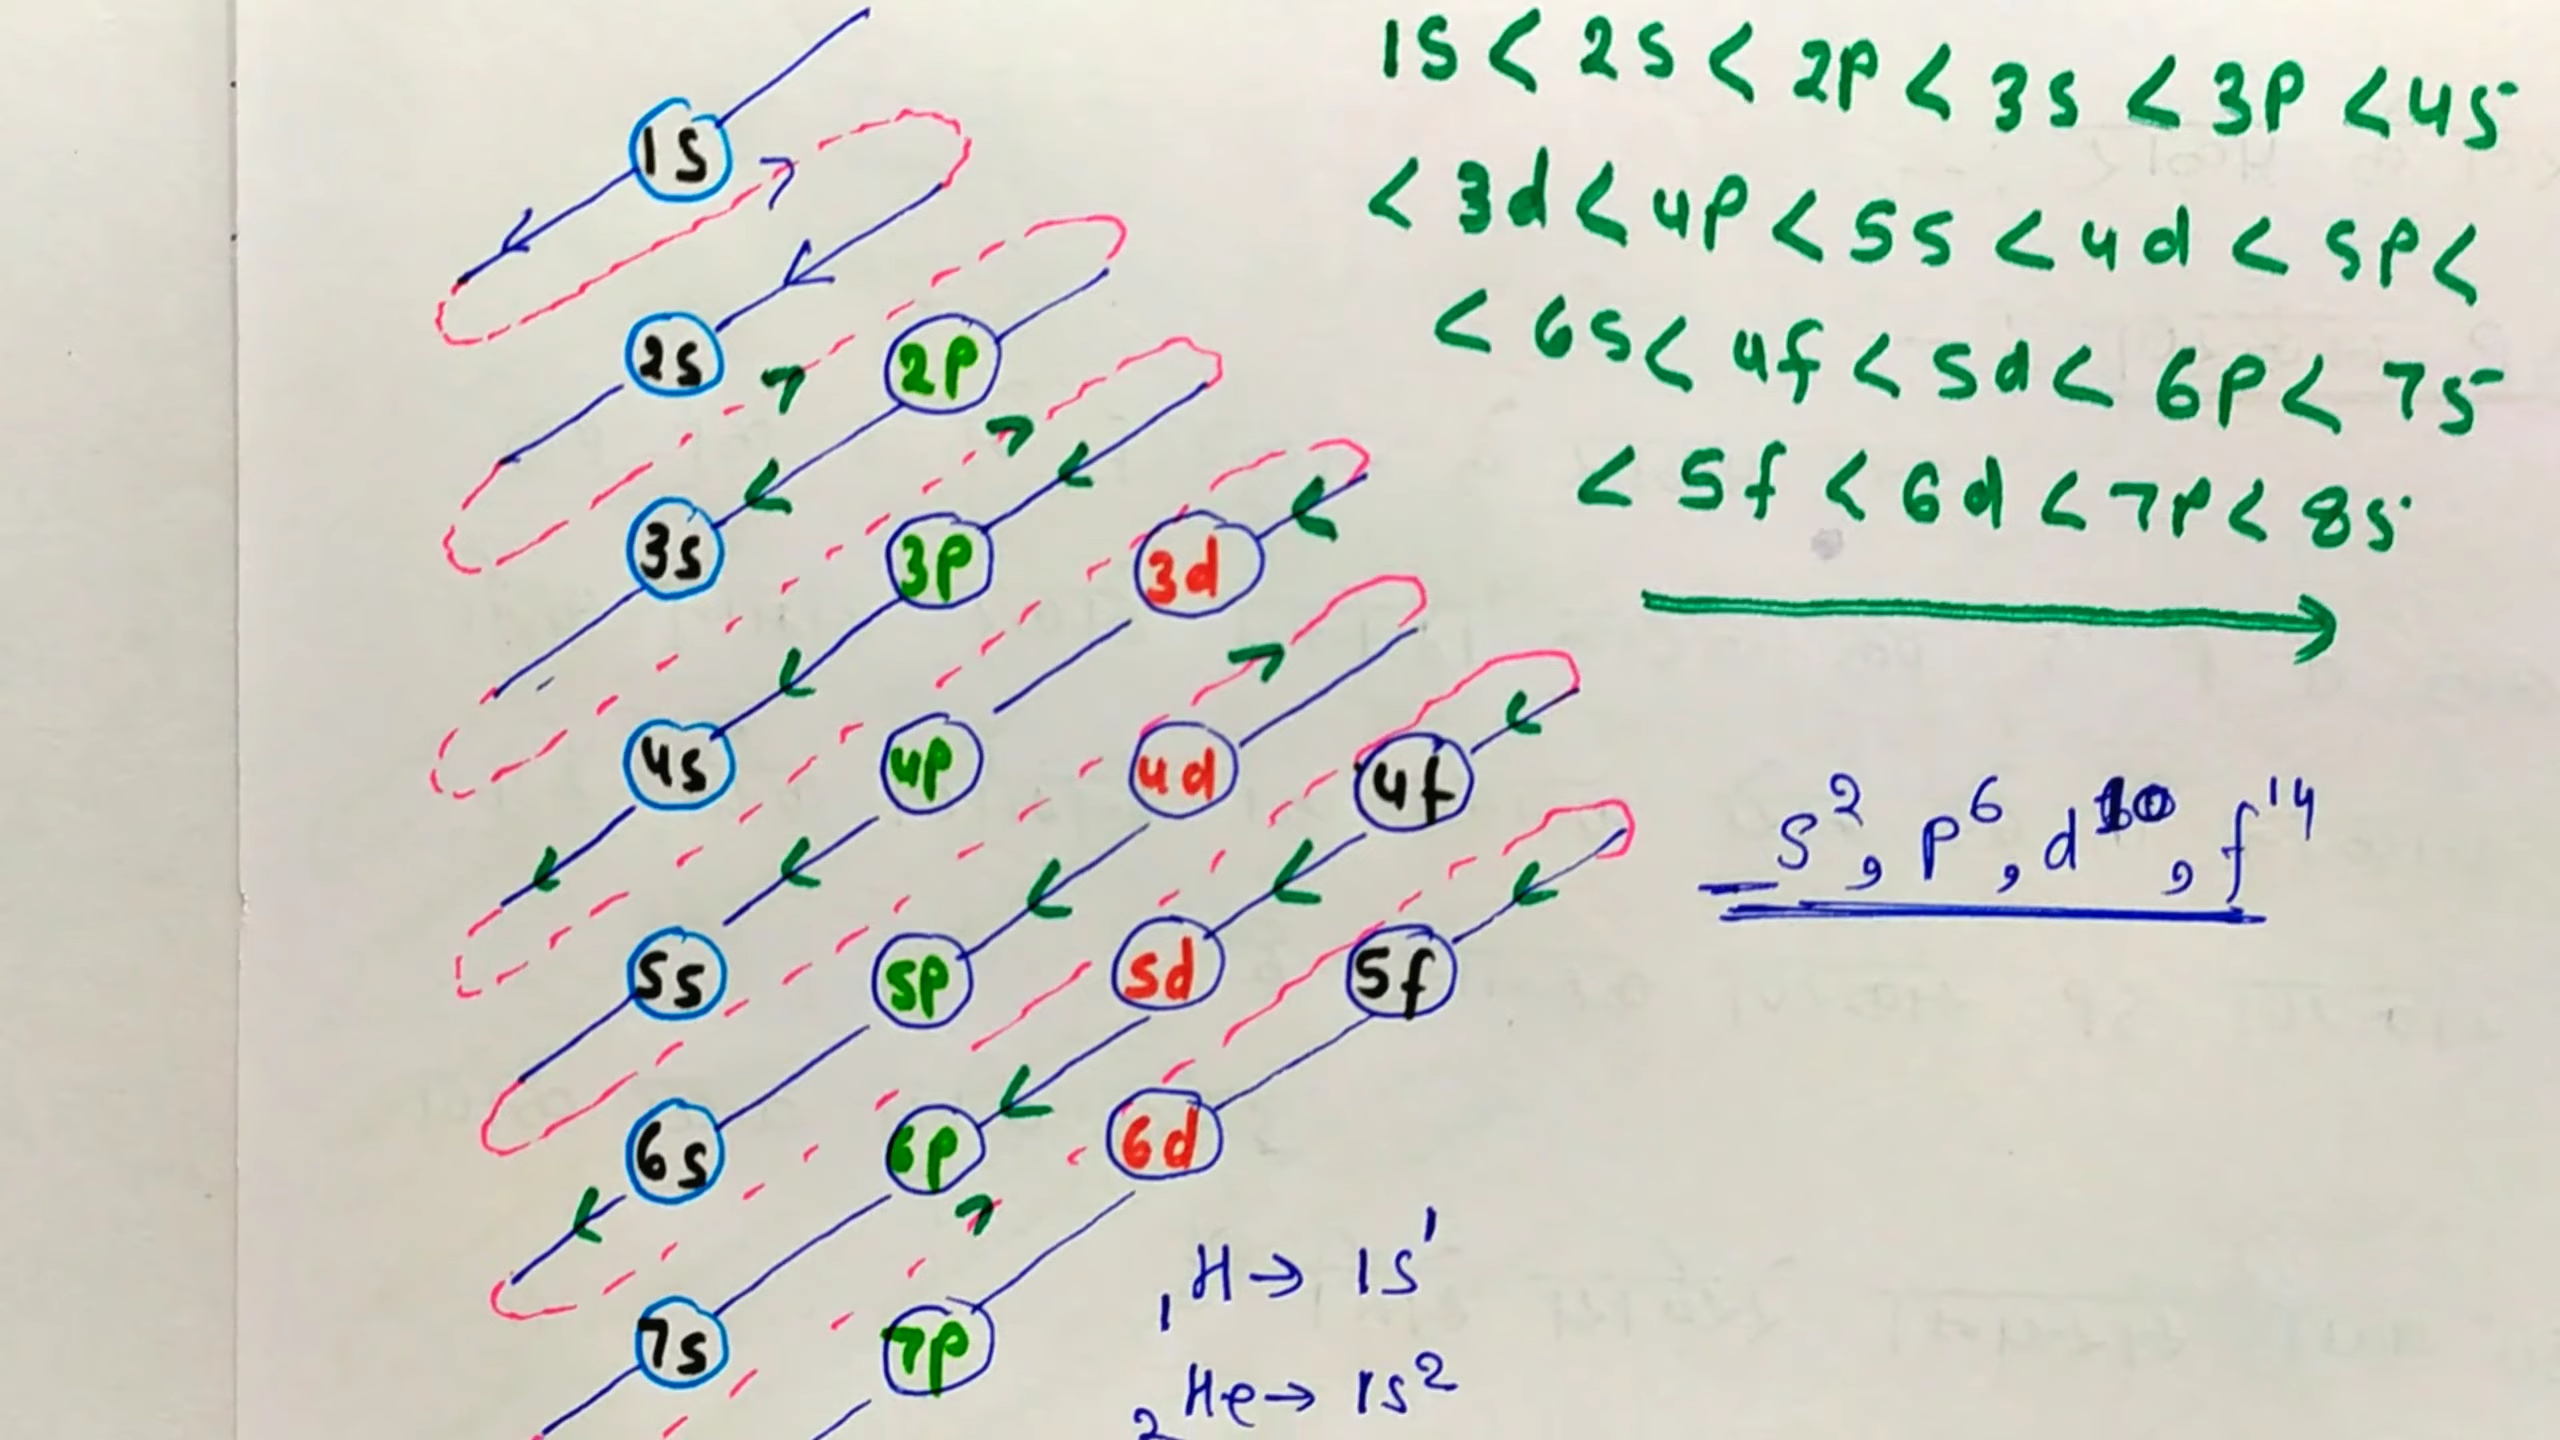 1s < 2s < 2p < 3s < 3p < 4s
< 3d < 4p < 5s < 4d < 5p <
< 6s < 4f < 5d < 6p < 7s
< 5f < 6d < 7p < 8s
1s
2s 2p
3s 3p 3d
4s 4p 4d 4f
5s 5p 5d 5f
6s 6p 6d
7s 7p
s², p⁶, d¹⁰, f¹⁴
₁H → 1s¹
₂He → 1s²